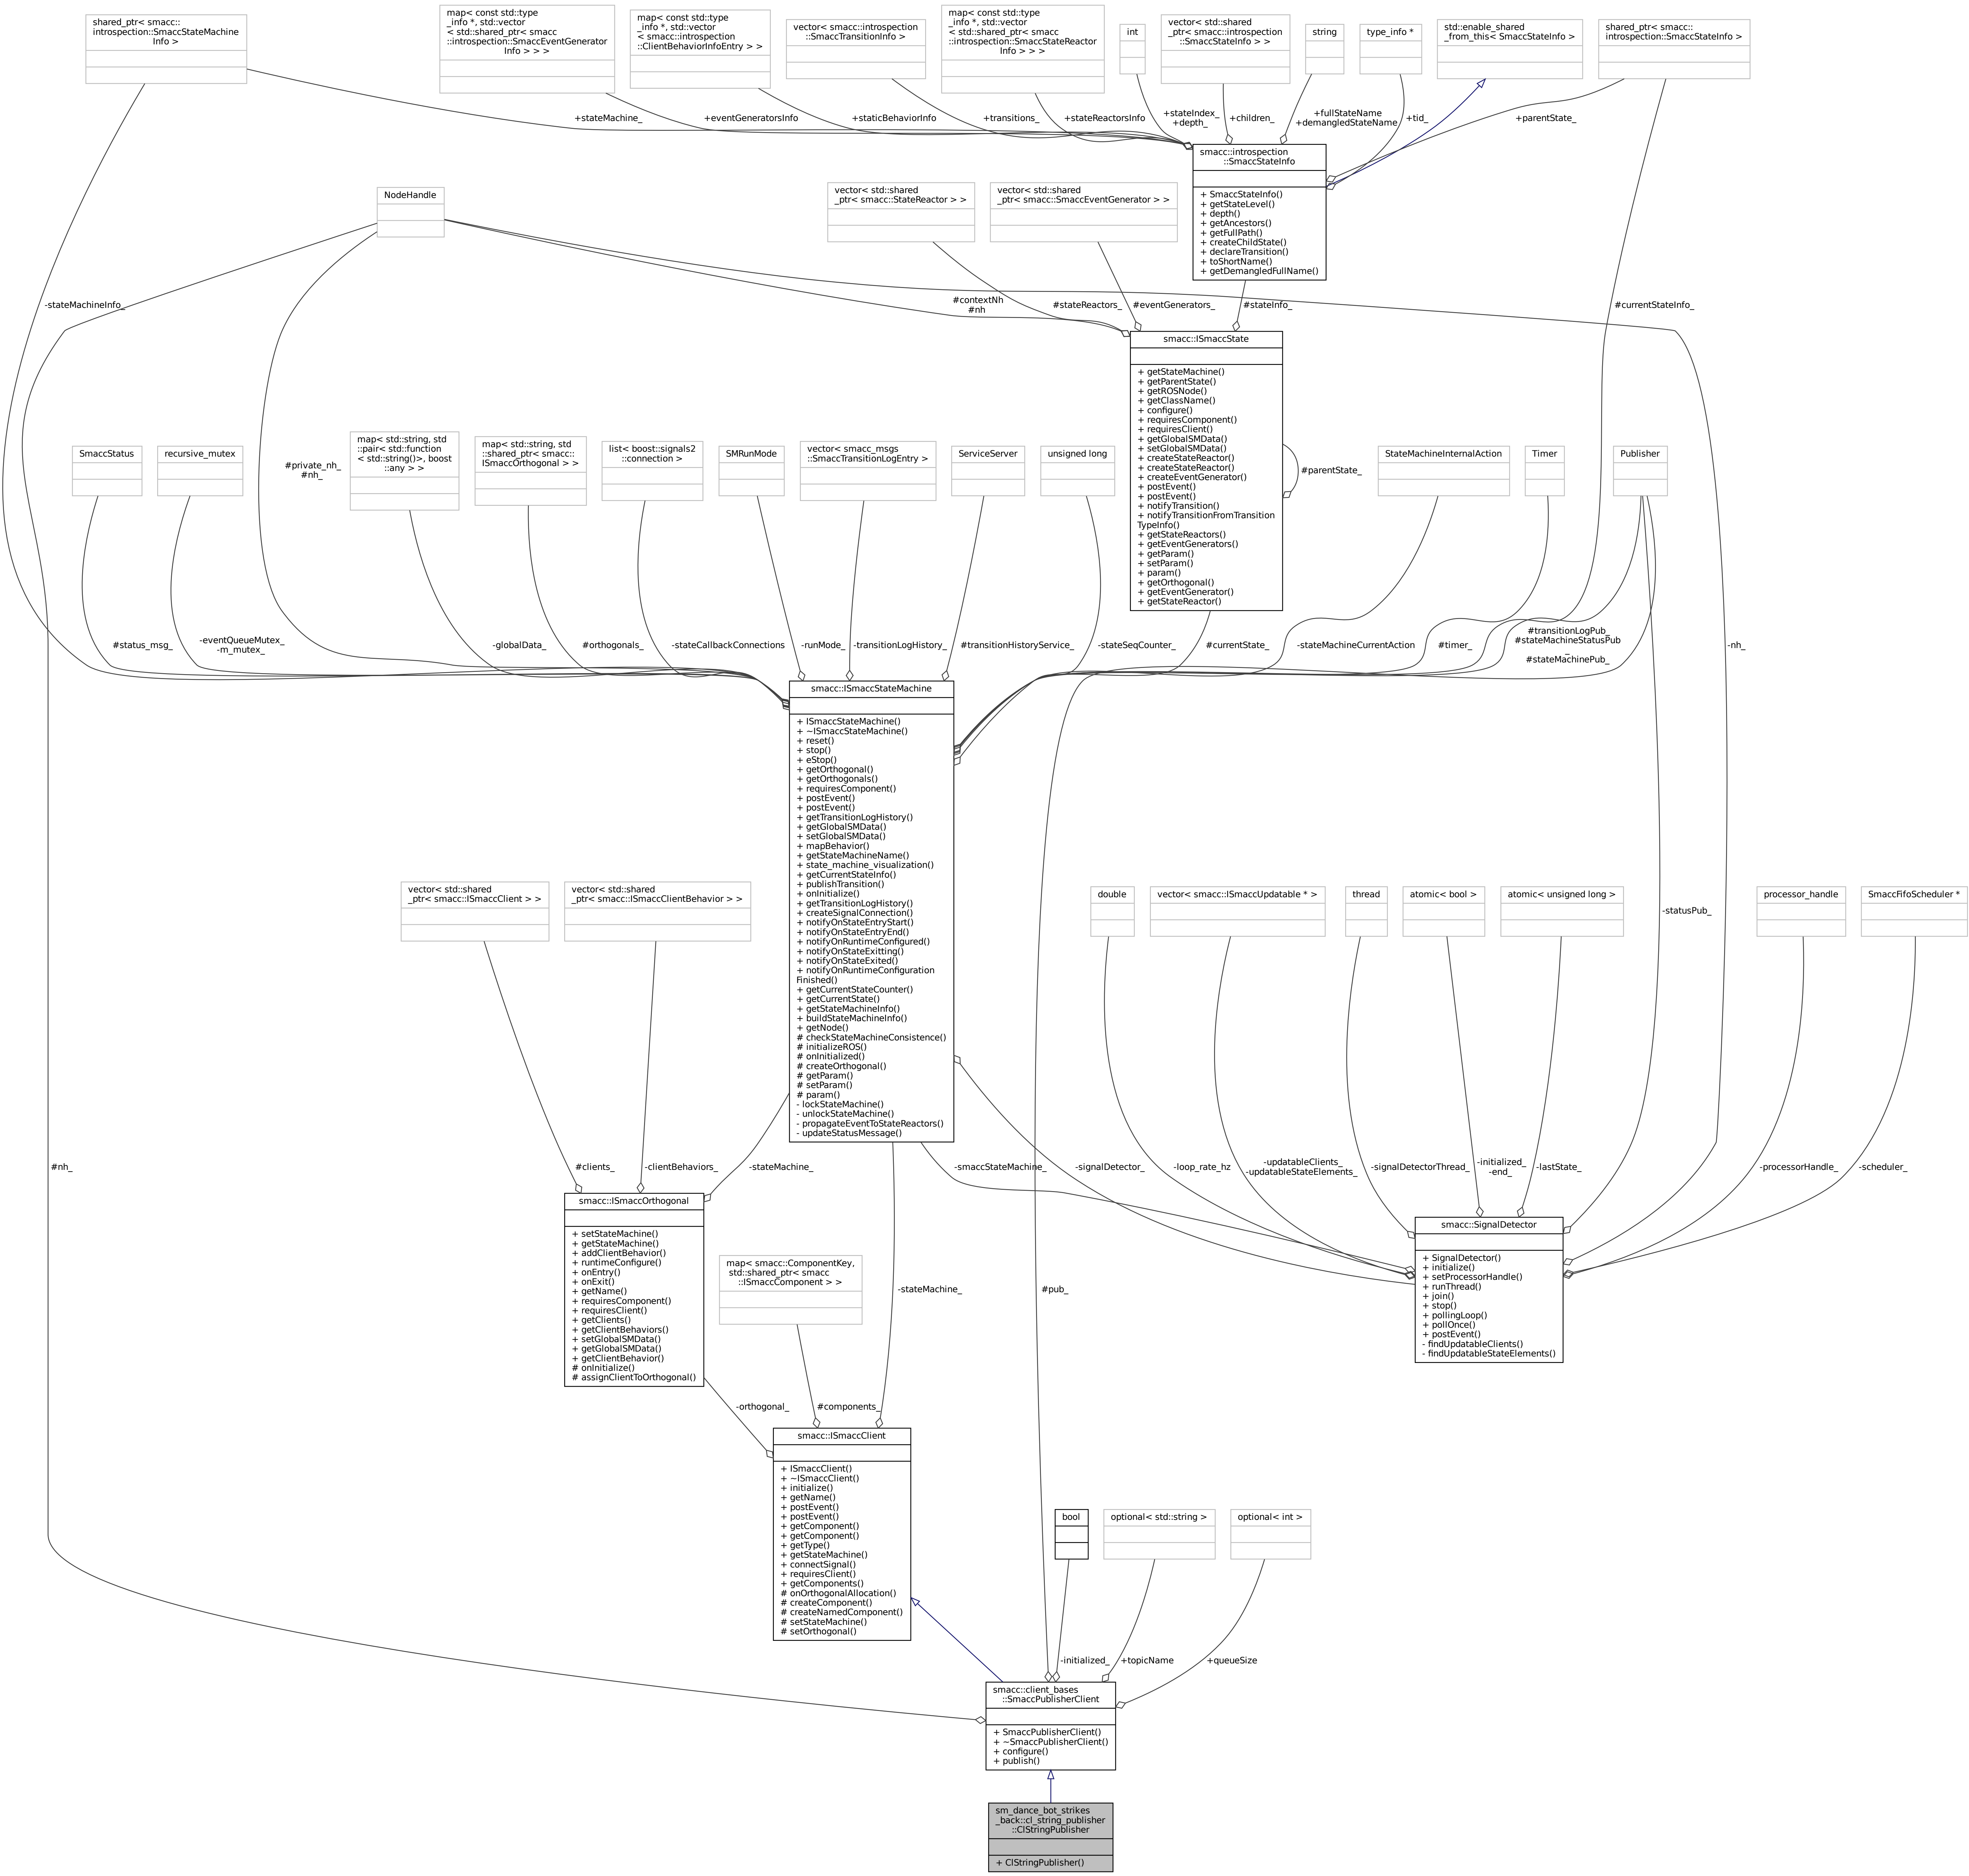 shared_ptr< smacc::
introspection::SmaccStateMachine
Info >
map< const std::type
_info *, std::vector
< std::shared_ptr< smacc
::introspection::SmaccEventGenerator
Info > > >
map< const std::type
_info *, std::vector
< smacc::introspection
::ClientBehaviorInfoEntry > >
vector< smacc::introspection
::SmaccTransitionInfo >
map< const std::type
_info *, std::vector
< std::shared_ptr< smacc
::introspection::SmaccStateReactor
Info > > >
int
vector< std::shared
_ptr< smacc::introspection
::SmaccStateInfo > >
string
type_info *
std::enable_shared
_from_this< SmaccStateInfo >
shared_ptr< smacc::
introspection::SmaccStateInfo >
+stateMachine_
+eventGeneratorsInfo
+staticBehaviorInfo
+transitions_
+stateReactorsInfo
+stateIndex_
+depth_
+children_
+fullStateName
+demangledStateName
+tid_
+parentState_
smacc::introspection
::SmaccStateInfo
+ SmaccStateInfo()
+ getStateLevel()
+ depth()
+ getAncestors()
+ getFullPath()
+ createChildState()
+ declareTransition()
+ toShortName()
+ getDemangledFullName()
NodeHandle
vector< std::shared
_ptr< smacc::StateReactor > >
vector< std::shared
_ptr< smacc::SmaccEventGenerator > >
-stateMachineInfo_
#contextNh
#nh
#stateReactors_
#eventGenerators_
#stateInfo_
#currentStateInfo_
smacc::ISmaccState
+ getStateMachine()
+ getParentState()
+ getROSNode()
+ getClassName()
+ configure()
+ requiresComponent()
+ requiresClient()
+ getGlobalSMData()
+ setGlobalSMData()
+ createStateReactor()
+ createStateReactor()
+ createEventGenerator()
+ postEvent()
+ postEvent()
+ notifyTransition()
+ notifyTransitionFromTransition
TypeInfo()
+ getStateReactors()
+ getEventGenerators()
+ getParam()
+ setParam()
+ param()
+ getOrthogonal()
+ getEventGenerator()
+ getStateReactor()
#parentState_
SmaccStatus
recursive_mutex
#private_nh_
#nh_
map< std::string, std
::pair< std::function
< std::string()>, boost
::any > >
map< std::string, std
::shared_ptr< smacc::
ISmaccOrthogonal > >
list< boost::signals2
::connection >
SMRunMode
vector< smacc_msgs
::SmaccTransitionLogEntry >
ServiceServer
unsigned long
StateMachineInternalAction
Timer
Publisher
#status_msg_
-eventQueueMutex_
-m_mutex_
-globalData_
#orthogonals_
-stateCallbackConnections
-runMode_
-transitionLogHistory_
#transitionHistoryService_
-stateSeqCounter_
#currentState_
-stateMachineCurrentAction
#timer_
#transitionLogPub_
#stateMachineStatusPub
_
#stateMachinePub_
-nh_
smacc::ISmaccStateMachine
+ ISmaccStateMachine()
+ ~ISmaccStateMachine()
+ reset()
+ stop()
+ eStop()
+ getOrthogonal()
+ getOrthogonals()
+ requiresComponent()
+ postEvent()
+ postEvent()
+ getTransitionLogHistory()
+ getGlobalSMData()
+ setGlobalSMData()
+ mapBehavior()
+ getStateMachineName()
+ state_machine_visualization()
+ getCurrentStateInfo()
+ publishTransition()
+ onInitialize()
+ getTransitionLogHistory()
+ createSignalConnection()
+ notifyOnStateEntryStart()
+ notifyOnStateEntryEnd()
+ notifyOnRuntimeConfigured()
+ notifyOnStateExitting()
+ notifyOnStateExited()
+ notifyOnRuntimeConfiguration
Finished()
+ getCurrentStateCounter()
+ getCurrentState()
+ getStateMachineInfo()
+ buildStateMachineInfo()
+ getNode()
# checkStateMachineConsistence()
# initializeROS()
# onInitialized()
# createOrthogonal()
# getParam()
# setParam()
# param()
- lockStateMachine()
- unlockStateMachine()
- propagateEventToStateReactors()
- updateStatusMessage()
vector< std::shared
_ptr< smacc::ISmaccClient > >
vector< std::shared
_ptr< smacc::ISmaccClientBehavior > >
double
vector< smacc::ISmaccUpdatable * >
thread
atomic< bool >
atomic< unsigned long >
-statusPub_
processor_handle
SmaccFifoScheduler *
#nh_
#clients_
-clientBehaviors_
-stateMachine_
-smaccStateMachine_
-signalDetector_
-loop_rate_hz
-updatableClients_
-updatableStateElements_
-signalDetectorThread_
-initialized_
-end_
-lastState_
-processorHandle_
-scheduler_
smacc::ISmaccOrthogonal
+ setStateMachine()
+ getStateMachine()
+ addClientBehavior()
+ runtimeConfigure()
+ onEntry()
+ onExit()
+ getName()
+ requiresComponent()
+ requiresClient()
+ getClients()
+ getClientBehaviors()
+ setGlobalSMData()
+ getGlobalSMData()
+ getClientBehavior()
# onInitialize()
# assignClientToOrthogonal()
smacc::SignalDetector
+ SignalDetector()
+ initialize()
+ setProcessorHandle()
+ runThread()
+ join()
+ stop()
+ pollingLoop()
+ pollOnce()
+ postEvent()
- findUpdatableClients()
- findUpdatableStateElements()
map< smacc::ComponentKey,
std::shared_ptr< smacc
::ISmaccComponent > >
-stateMachine_
#pub_
-orthogonal_
#components_
smacc::ISmaccClient
+ ISmaccClient()
+ ~ISmaccClient()
+ initialize()
+ getName()
+ postEvent()
+ postEvent()
+ getComponent()
+ getComponent()
+ getType()
+ getStateMachine()
+ connectSignal()
+ requiresClient()
+ getComponents()
# onOrthogonalAllocation()
# createComponent()
# createNamedComponent()
# setStateMachine()
# setOrthogonal()
bool
optional< std::string >
optional< int >
-initialized_
+topicName
+queueSize
smacc::client_bases
::SmaccPublisherClient
+ SmaccPublisherClient()
+ ~SmaccPublisherClient()
+ configure()
+ publish()
sm_dance_bot_strikes
_back::cl_string_publisher
::ClStringPublisher
+ ClStringPublisher()